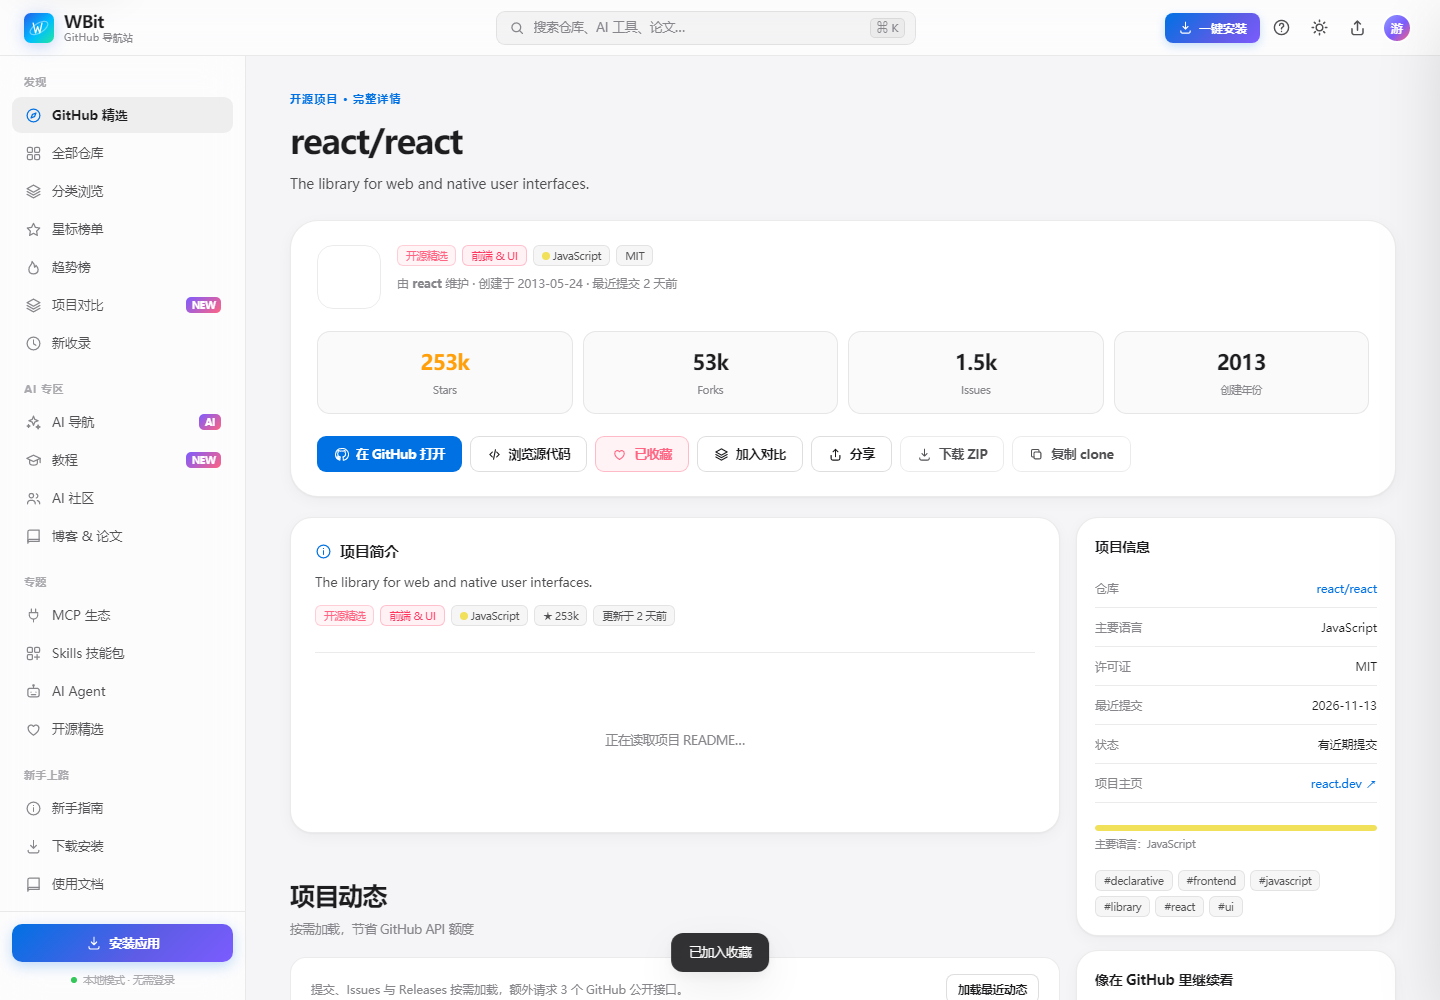 WBit
GitHub 导航站
搜索仓库、AI 工具、论文...
⌘ K
一键安装
游
发现
GitHub 精选
全部仓库
分类浏览
星标榜单
趋势榜
项目对比 NEW
新收录
AI 专区
AI 导航 AI
教程 NEW
AI 社区
博客 & 论文
专题
MCP 生态
Skills 技能包
AI Agent
开源精选
新手上路
新手指南
下载安装
使用文档
安装应用
本地模式 · 无需登录
开源项目 • 完整详情
react/react
The library for web and native user interfaces.
开源精选 前端 & UI JavaScript MIT
由 react 维护 · 创建于 2013-05-24 · 最近提交 2 天前
253k
Stars
53k
Forks
1.5k
Issues
2013
创建年份
在 GitHub 打开 浏览源代码 已收藏 加入对比 分享 下载 ZIP 复制 clone
项目简介
The library for web and native user interfaces.
开源精选 前端 & UI JavaScript ★ 253k 更新于 2 天前
正在读取项目 README...
项目动态
按需加载，节省 GitHub API 额度
提交、Issues 与 Releases 按需加载，额外请求 3 个 GitHub 公开接口。
加载最近动态
已加入收藏
项目信息
仓库 react/react
主要语言 JavaScript
许可证 MIT
最近提交 2026-11-13
状态 有近期提交
项目主页 react.dev ↗
主要语言：JavaScript
#declarative #frontend #javascript
#library #react #ui
像在 GitHub 里继续看